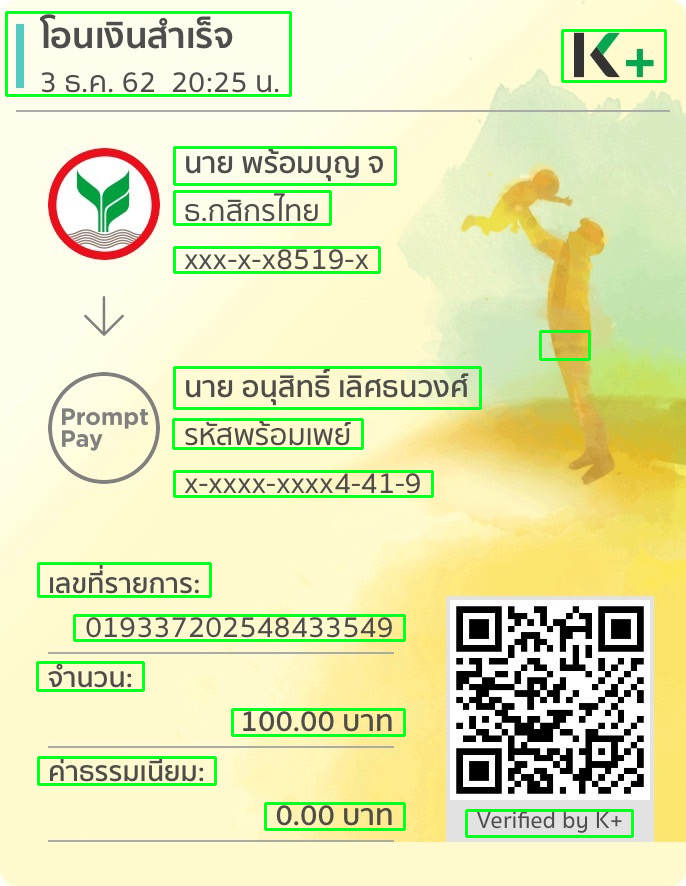 โอนเงินสำเร็จ
3 ธ.ค. 62 20:25 น.
K+
นาย พร้อมบุญ จ
ธ.กสิกรไทย
xxx-x-x8519-x
Prompt
Pay
นาย อนุสิทธิ์ เลิศธนวงศ์
รหัสพร้อมเพย์
x-xxxx-xxxx4-41-9
เลขที่รายการ:
019337202548433549
จำนวน:
100.00 บาท
ค่าธรรมเนียม:
0.00 บาท
Verified by K+